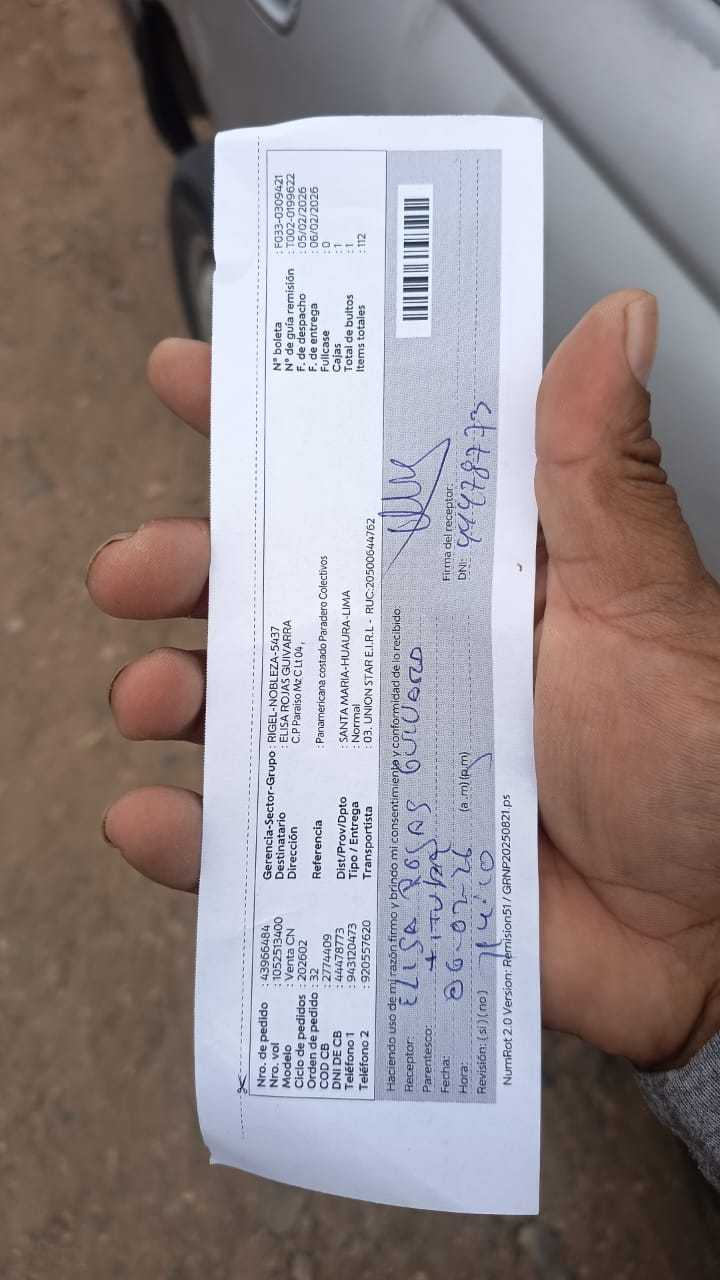 Nro. de pedido : 43966484
Nro. vol : 1052513400
Modelo : Venta CN
Ciclo de pedidos : 202602
Orden de pedido : 32
COD CB : 2774409
DNI DE CB : 44478773
Teléfono 1 : 943120473
Teléfono 2 : 920557620
Gerencia-Sector-Grupo : RIGEL-NOBLEZA-5437
Destinatario : ELISA ROJAS GUIVARRA
Dirección C.P Paraiso Mz C Lt 04 ,
Referencia : Panamericana costado Paradero Colectivos
Dist/Prov/Dpto : SANTA MARIA-HUAURA-LIMA
Tipo / Entrega : Normal
Transportista : 03. UNION STAR E.I.R.L - RUC:20500644762
N° boleta : F033-0309421
N° de guía remisión : T002-0199622
F. de despacho : 05/02/2026
F. de entrega : 06/02/2026
Fullcase : 0
Cajas : 1
Total de bultos : 1
Items totales : 112
Haciendo uso de mi razón firmo y brindo mi consentimiento y conformidad de lo recibido:
Receptor: ELISA ROJAS
Parentesco: TITULAR
Fecha: 06-02-26
Hora: (a.m) (p.m)
Revisión: ( si ) ( no )
Firma del receptor:
DNI: 44478773
NumRot 2.0 Version: Remision51 / GRNP20250821.ps